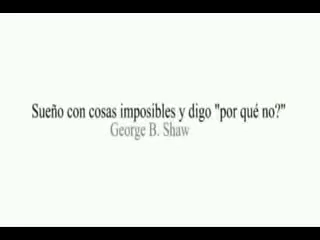 Sueño con cosas imposibles y digo "por qué no?"
George B. Shaw